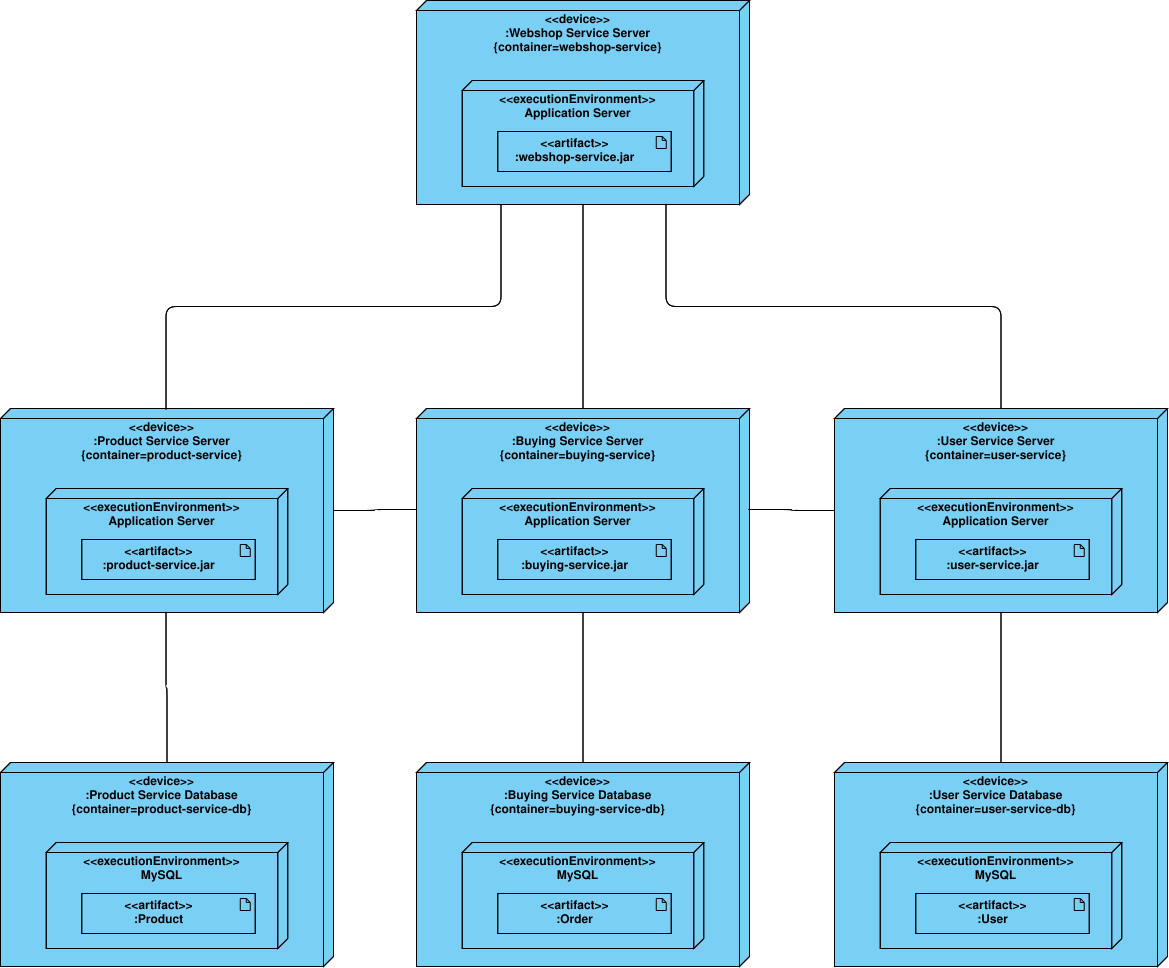 <<device>>
:Webshop Service Server
{container=webshop-service}
<<executionEnvironment>>
Application Server
<<artifact>>
:webshop-service.jar
<<device>>
:Product Service Server
{container=product-service}
<<executionEnvironment>>
Application Server
<<artifact>>
:product-service.jar
<<device>>
:Buying Service Server
{container=buying-service}
<<executionEnvironment>>
Application Server
<<artifact>>
:buying-service.jar
<<device>>
:User Service Server
{container=user-service}
<<executionEnvironment>>
Application Server
<<artifact>>
:user-service.jar
<<device>>
:Product Service Database
{container=product-service-db}
<<executionEnvironment>>
MySQL
<<artifact>>
:Product
<<device>>
:Buying Service Database
{container=buying-service-db}
<<executionEnvironment>>
MySQL
<<artifact>>
:Order
<<device>>
:User Service Database
{container=user-service-db}
<<executionEnvironment>>
MySQL
<<artifact>>
:User